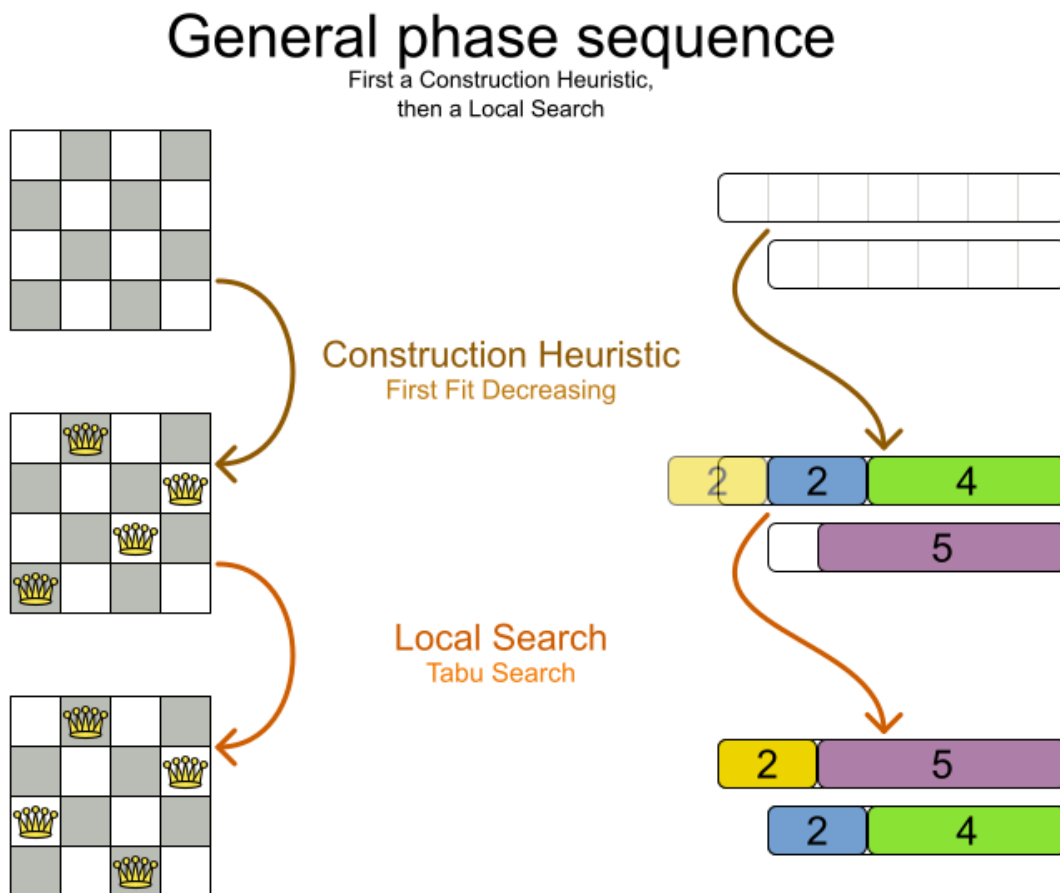 General phase sequence
First a Construction Heuristic,
then a Local Search
Construction Heuristic
First Fit Decreasing
2 2 4
5
Local Search
Tabu Search
2 5
2 4